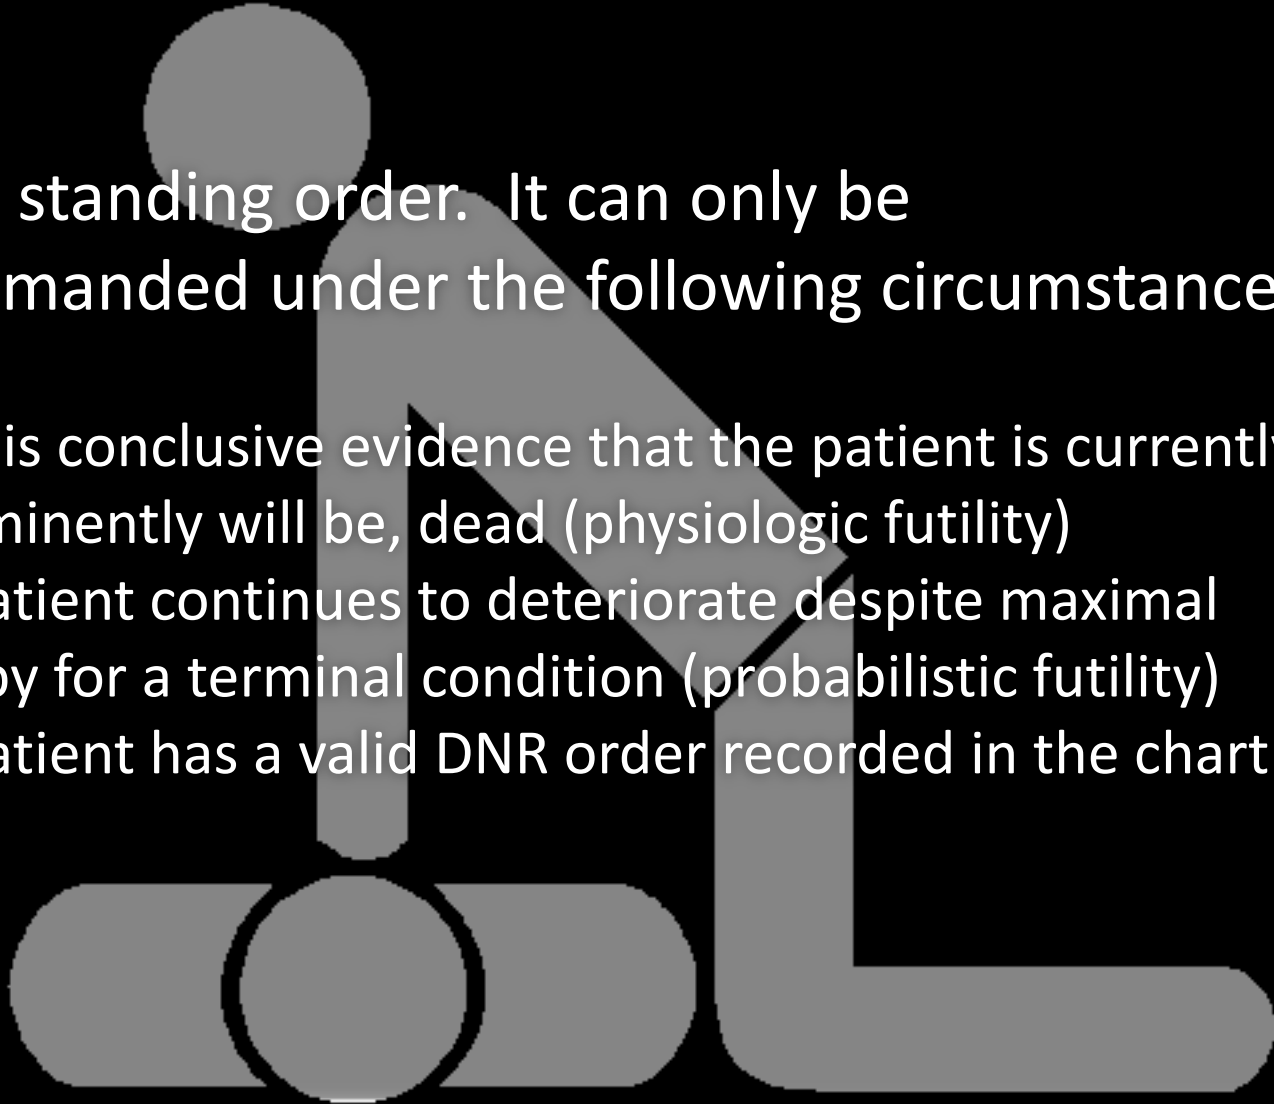 standing order. It can only be
manded under the following circumstance
is conclusive evidence that the patient is currently
minently will be, dead (physiologic futility)
atient continues to deteriorate despite maximal
py for a terminal condition (probabilistic futility)
atient has a valid DNR order recorded in the chart